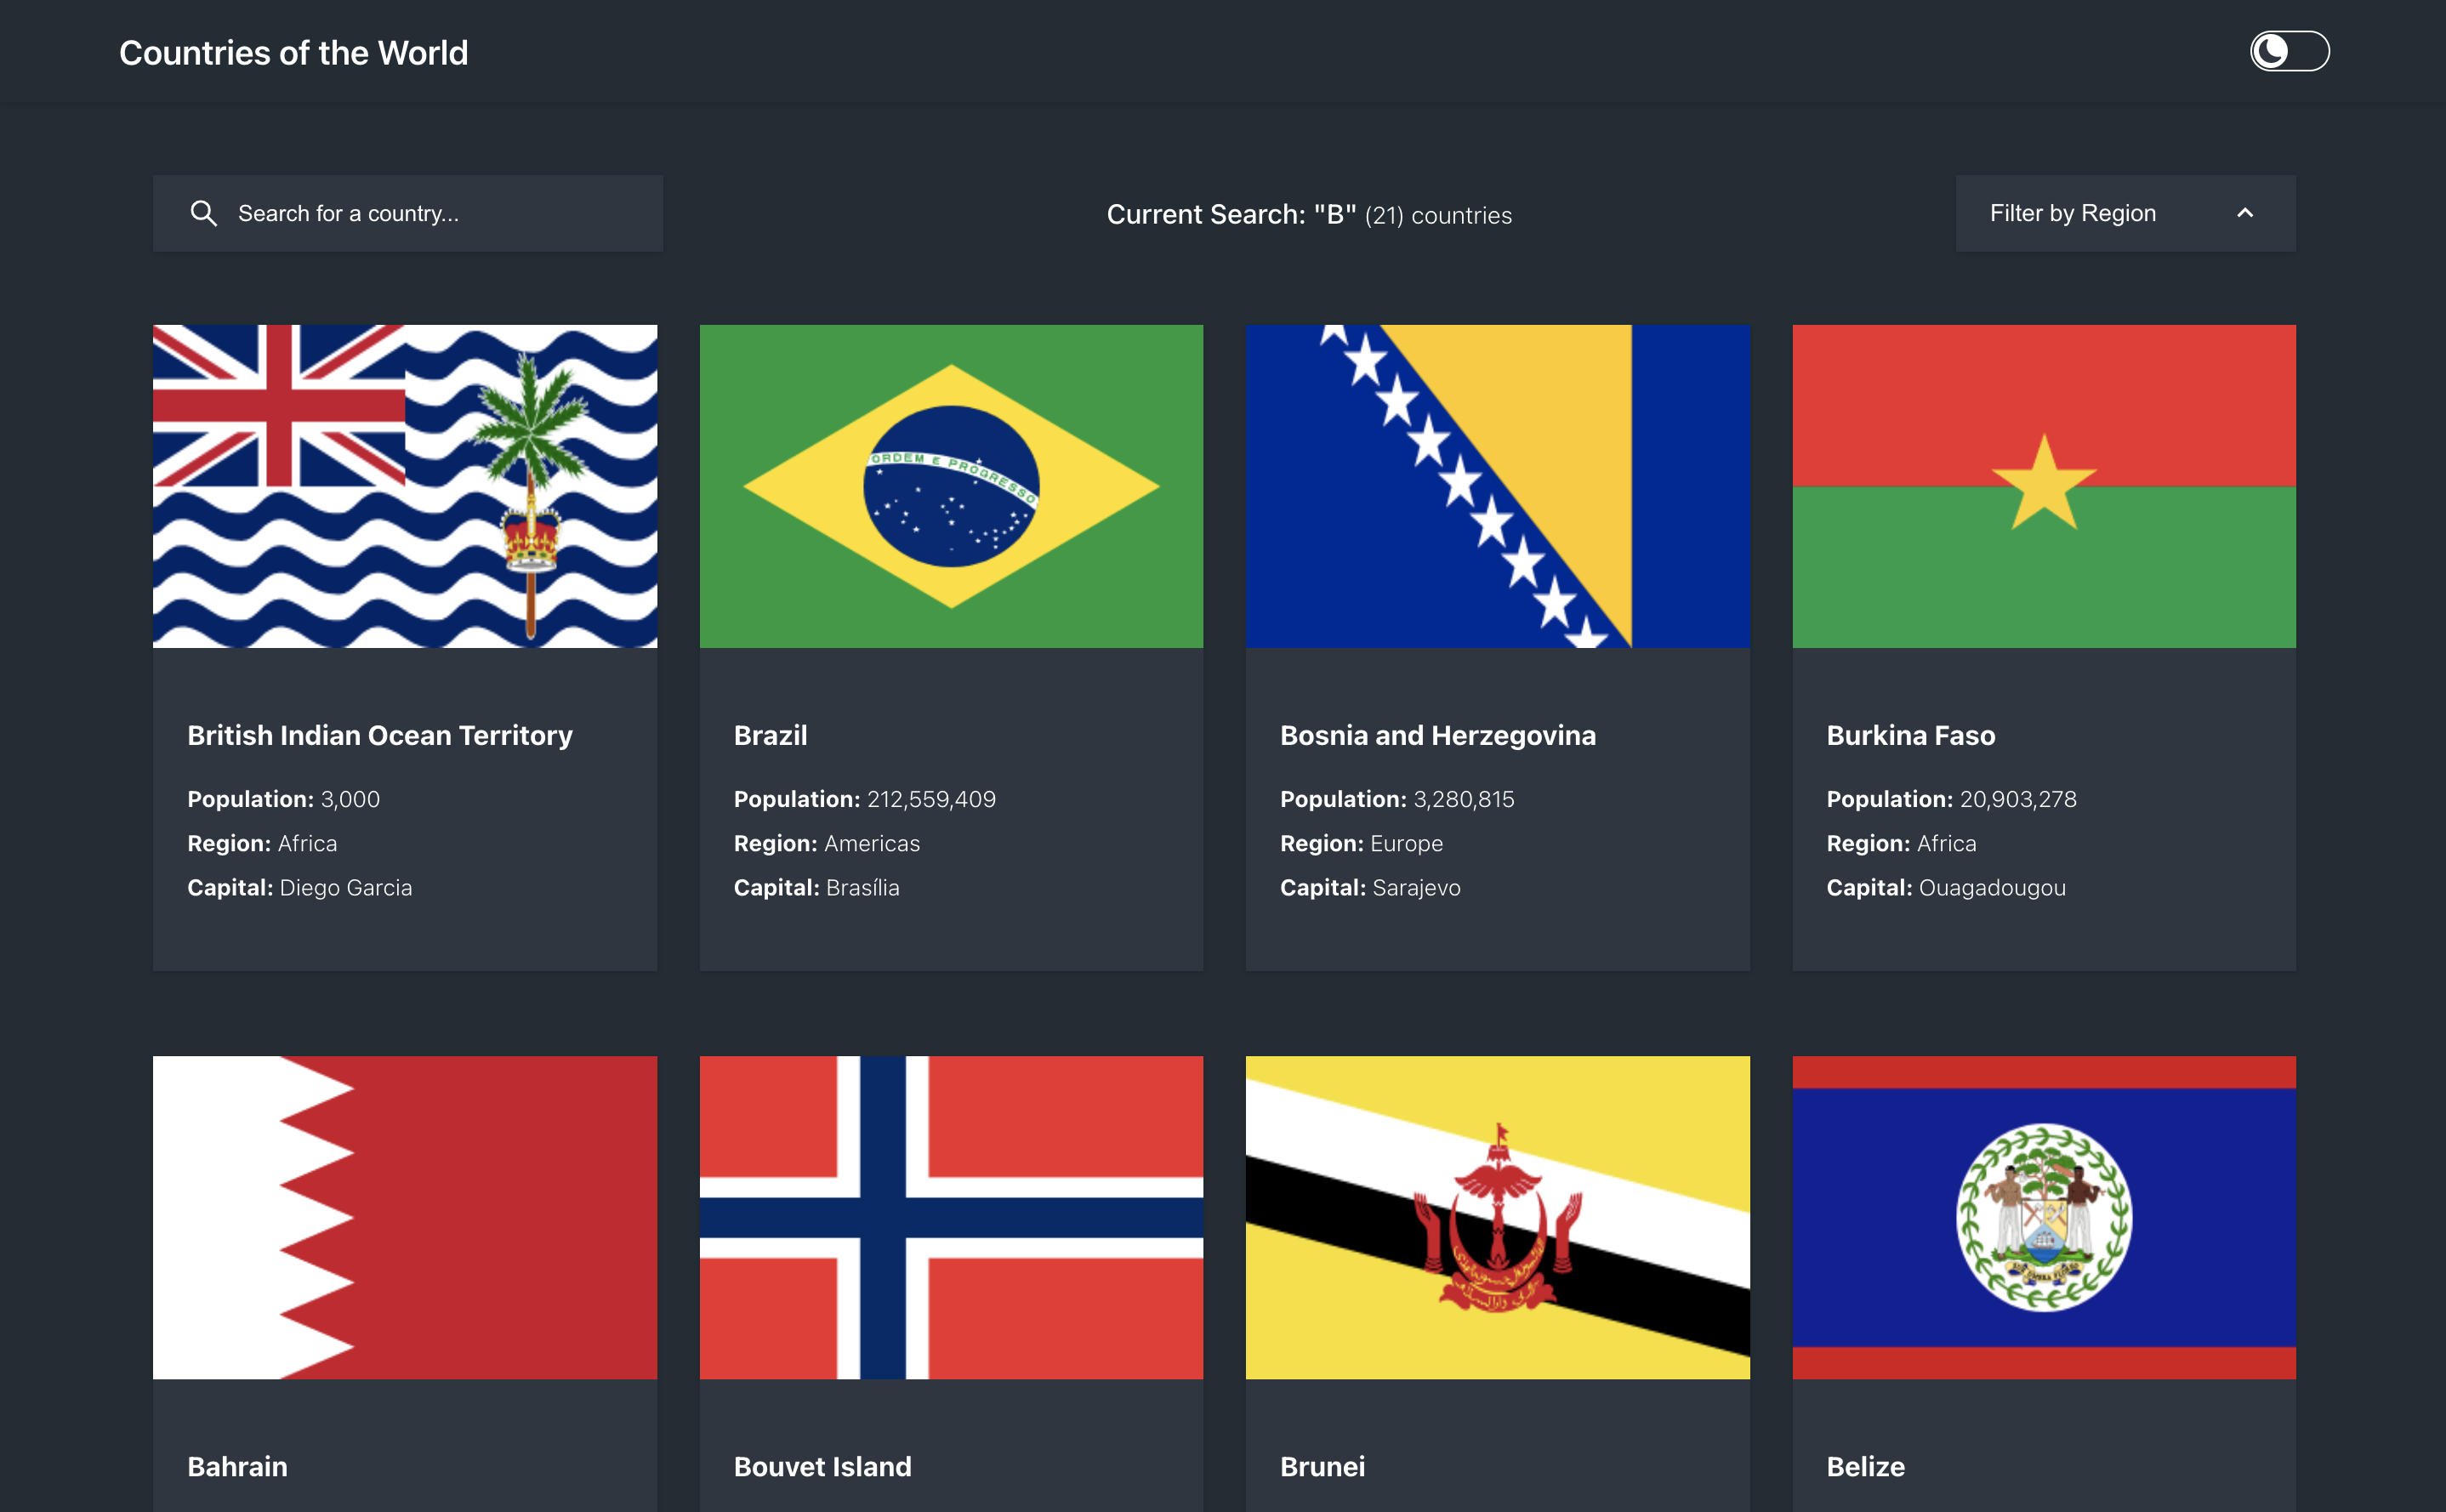 Countries of the World
Search for a country...
Current Search: "B" (21) countries
Filter by Region
ORDEM E PROGRESSO
British Indian Ocean Territory
Population: 3,000
Region: Africa
Capital: Diego Garcia
Brazil
Population: 212,559,409
Region: Americas
Capital: Brasília
Bosnia and Herzegovina
Population: 3,280,815
Region: Europe
Capital: Sarajevo
Burkina Faso
Population: 20,903,278
Region: Africa
Capital: Ouagadougou
Bahrain
Bouvet Island
Brunei
Belize